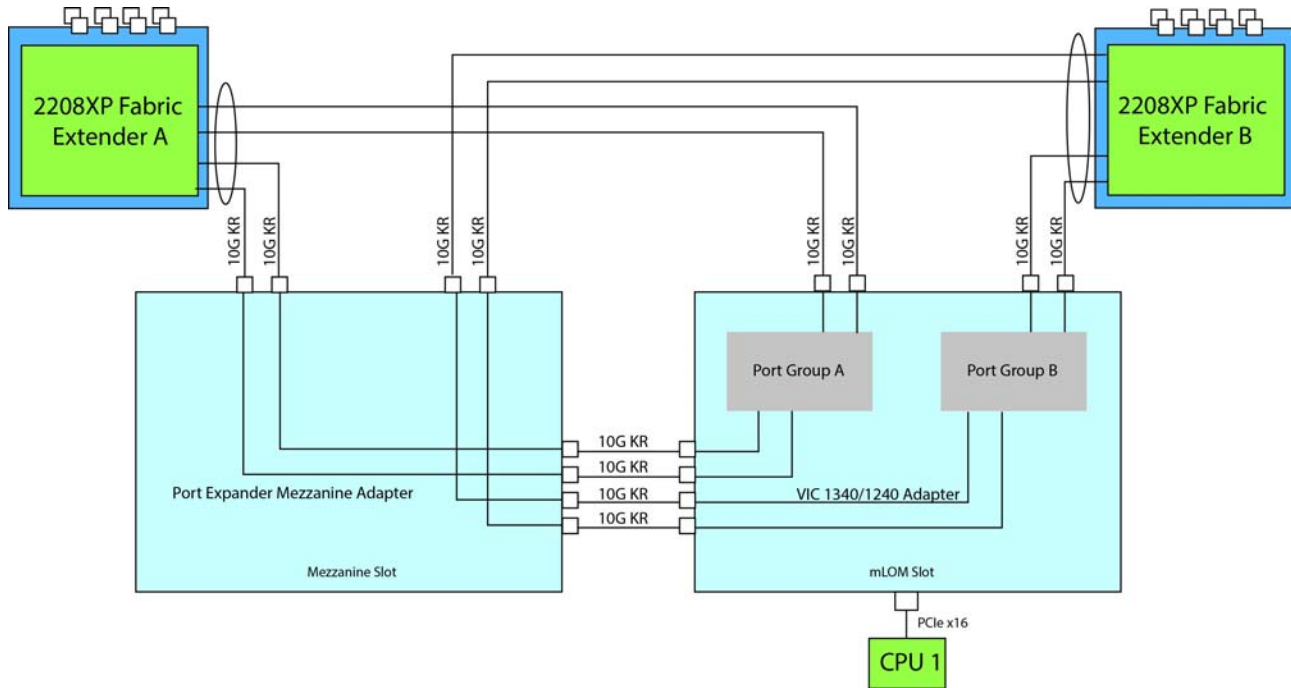 2208XP Fabric
Extender A
2208XP Fabric
Extender B
10G KR
10G KR
10G KR
10G KR
10G KR
10G KR
10G KR
10G KR
Port Group A
Port Group B
10G KR
10G KR
10G KR
10G KR
Port Expander Mezzanine Adapter
VIC 1340/1240 Adapter
Mezzanine Slot
mLOM Slot
PCIe x16
CPU 1